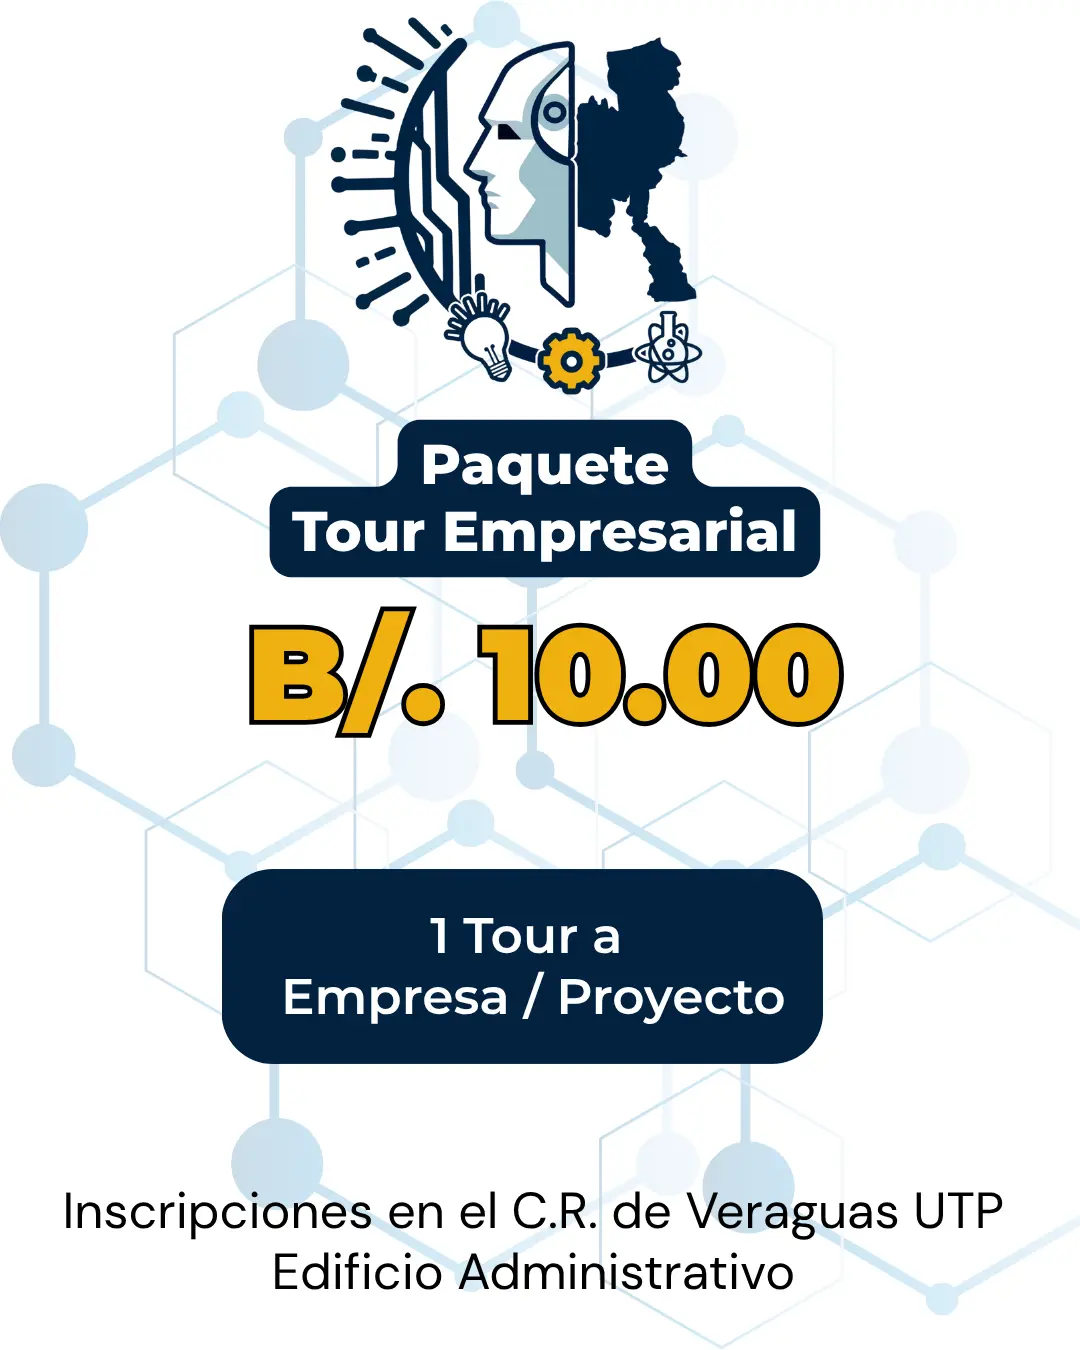 Paquete
Tour Empresarial
B/. 10.00
1 Tour a
Empresa / Proyecto
Inscripciones en el C.R. de Veraguas UTP
Edificio Administrativo